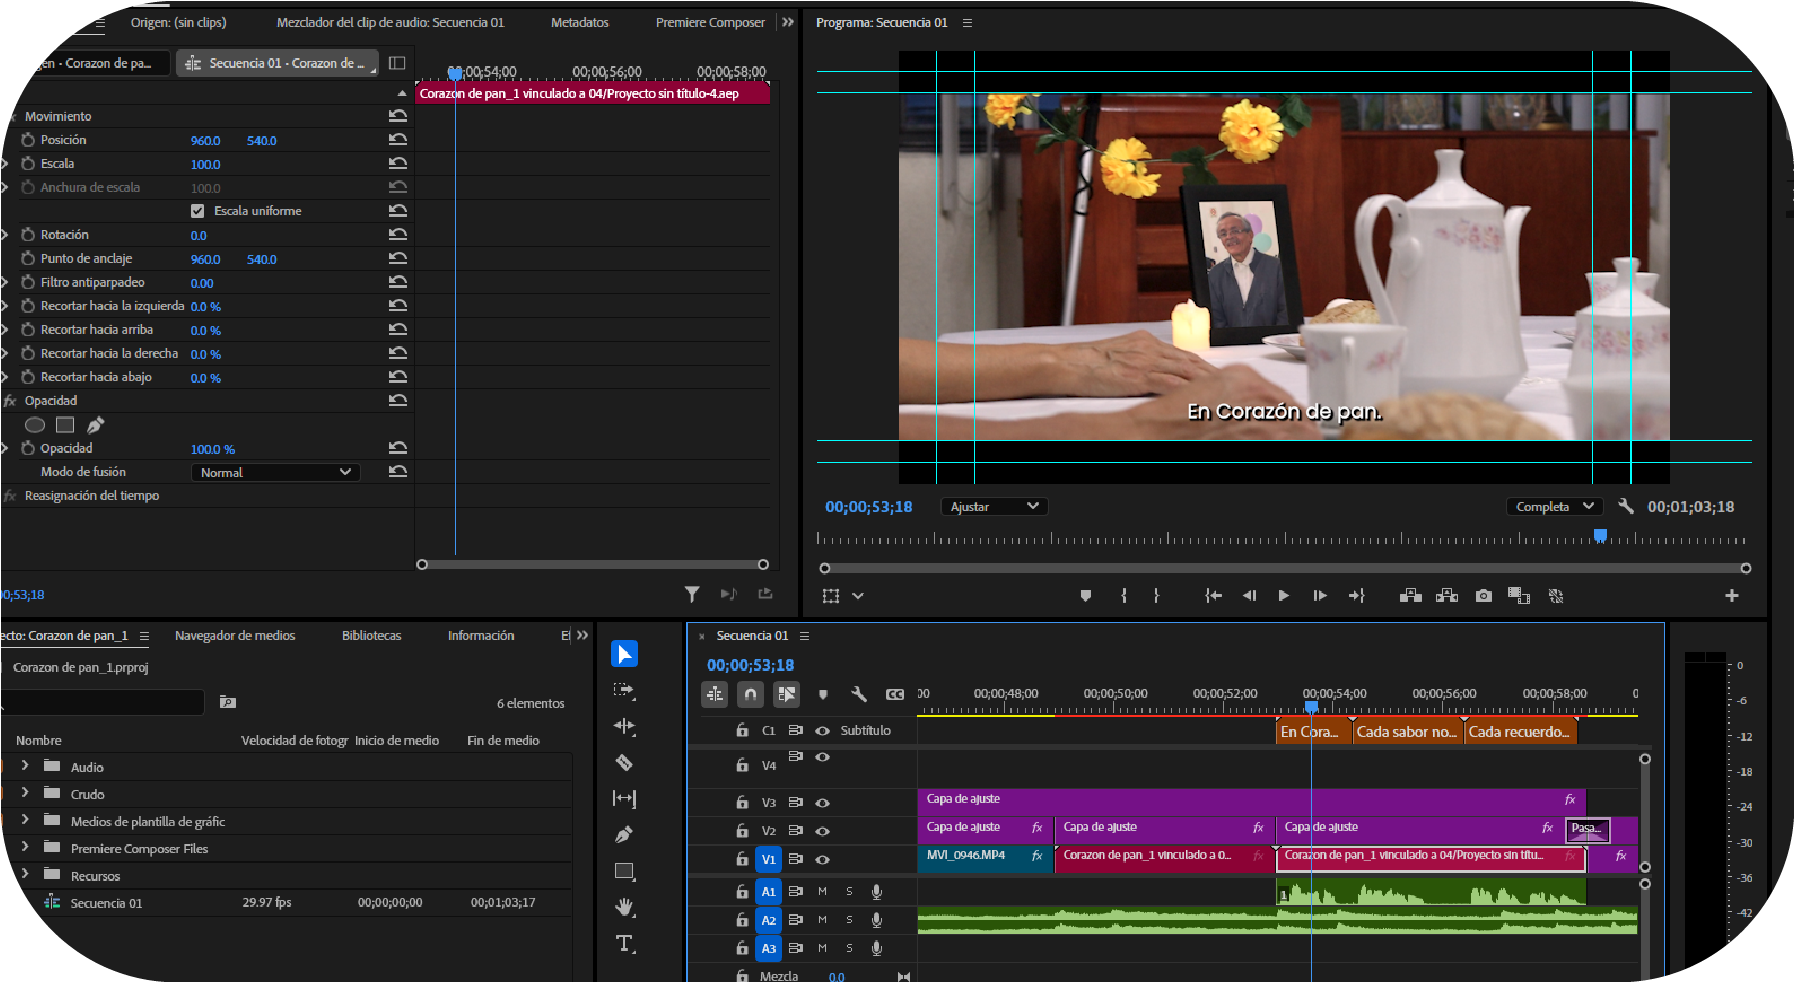 Origen: (sin clips)
Mezclador del clip de audio: Secuencia 01
Metadatos
Premiere Composer
Programa: Secuencia 01
Corazon de pa...
Secuencia 01 - Corazon de ...
00;00;54;00
00;00;56;00
00;00;58;00
Corazon de pan_1 vinculado a 04/Proyecto sin título-4.aep
Movimiento
Posición 960.0 540.0
Escala 100.0
Anchura de escala 100.0
Escala uniforme
Rotación 0.0
Punto de anclaje 960.0 540.0
Filtro antiparpadeo 0.00
Recortar hacia la izquierda 0.0 %
Recortar hacia arriba 0.0 %
Recortar hacia la derecha 0.0 %
Recortar hacia abajo 0.0 %
fx Opacidad
Opacidad 100.0 %
Modo de fusión Normal
fx Reasignación del tiempo
0;53;18
En Corazón de pan.
00;00;53;18
Ajustar
Completa
00;01;03;18
ecto: Corazon de pan_1
Navegador de medios
Bibliotecas
Información
Corazon de pan_1.prproj
6 elementos
Nombre
Velocidad de fotogr
Inicio de medio
Fin de medio
Audio
Crudo
Medios de plantilla de gráfic
Premiere Composer Files
Recursos
Secuencia 01 29.97 fps 00;00;00;00 00;01;03;17
Secuencia 01
00;00;53;18
00 00;00;48;00 00;00;50;00 00;00;52;00 00;00;54;00 00;00;56;00 00;00;58;00 0
C1 Subtítulo En Cora... Cada sabor no... Cada recuerdo...
V4
V3 Capa de ajuste fx
V2 Capa de ajuste fx Capa de ajuste fx Capa de ajuste fx Pasa...
V1 MVI_0946.MP4 fx Corazon de pan_1 vinculado a 0... fx Corazon de pan_1 vinculado a 04/Proyecto sin títu... fx fx
A1 M S 1
A2 M S
A3 M S
Mezcla 0.0
0
-6
-12
-18
-24
-30
-36
-42